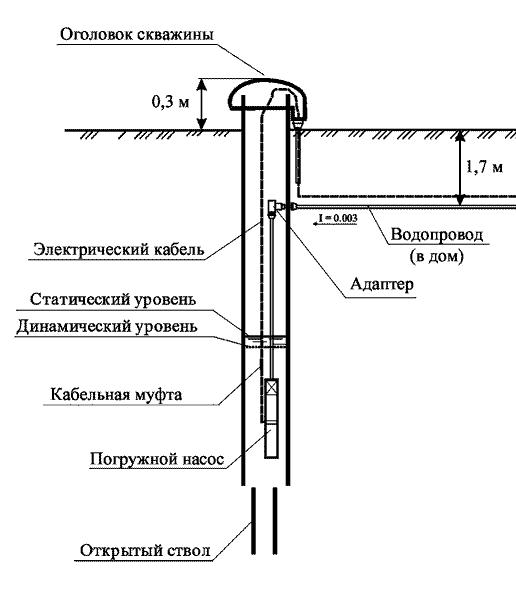 Оголовок скважины
0,3 м
1,7 м
I = 0.003
Электрический кабель
Водопровод
(в дом)
Адаптер
Статический уровень
Динамический уровень
Кабельная муфта
Погружной насос
Открытый ствол